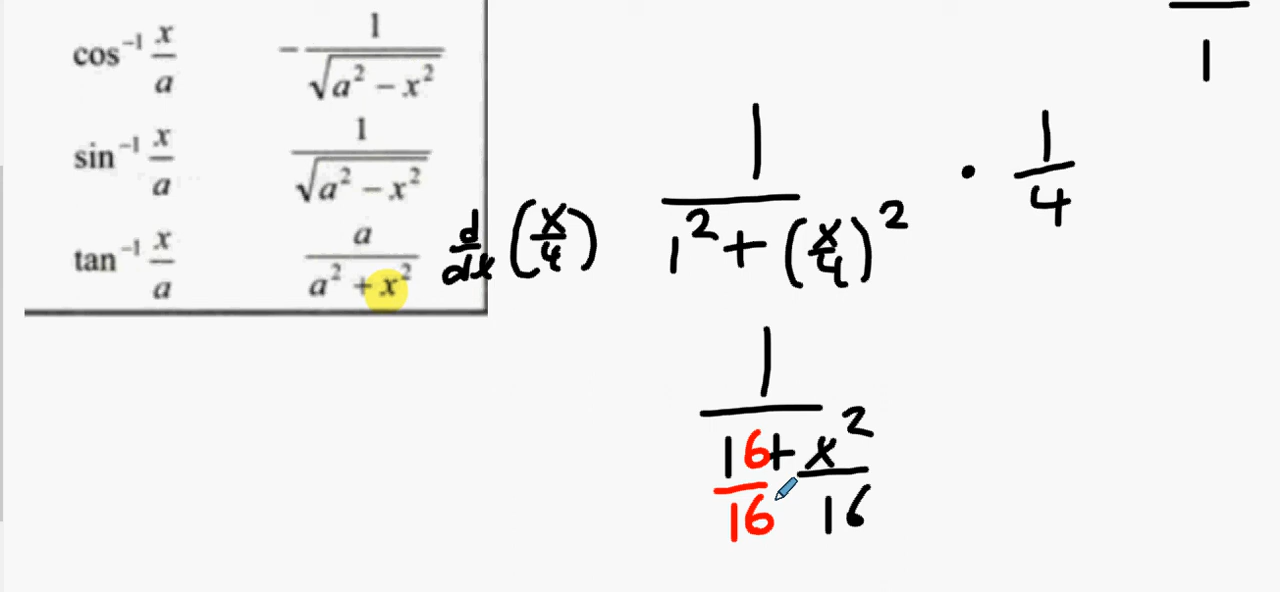 cos⁻¹ x/a    −1/√(a² − x²)
sin⁻¹ x/a    1/√(a² − x²)
tan⁻¹ x/a    a/(a² + x²)
d/dx (x/4)
1/(1² + (x/4)²) · 1/4
1/(16/16 + x²/16)
1